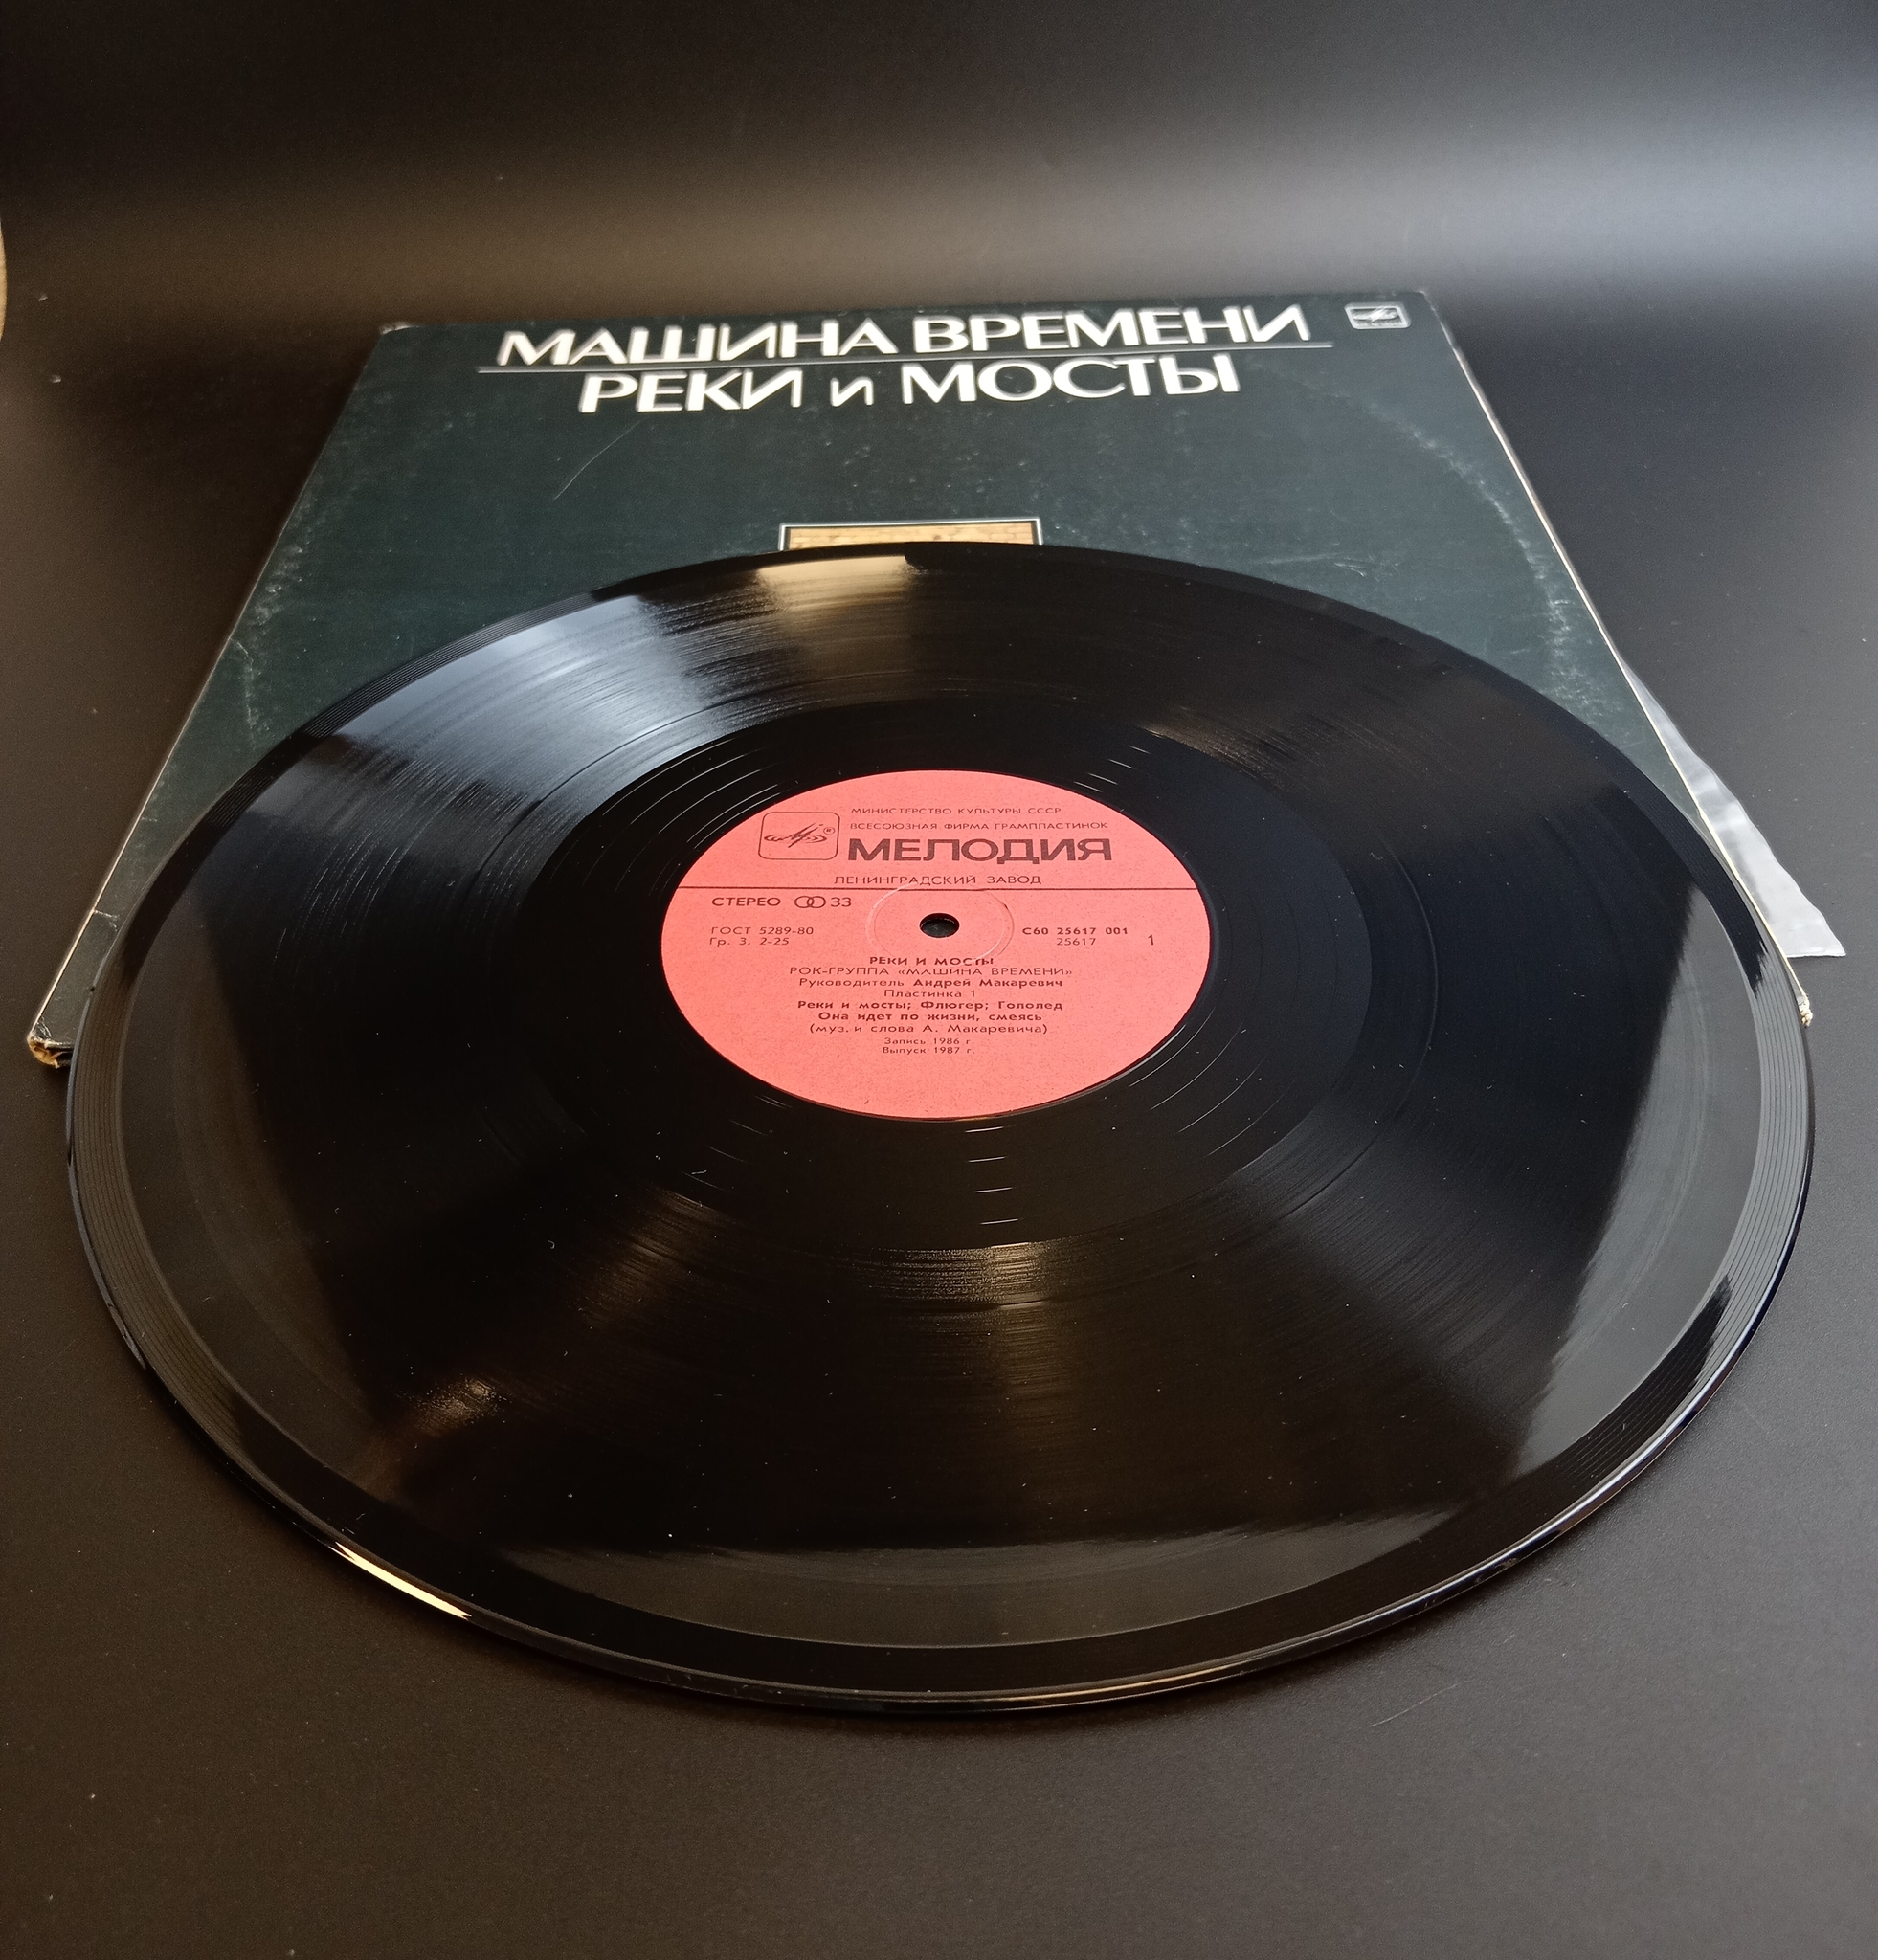 МАШИНА ВРЕМЕНИ
РЕКИ и МОСТЫ
МИНИСТЕРСТВО КУЛЬТУРЫ СССР
ВСЕСОЮЗНАЯ ФИРМА ГРАМПЛАСТИНОК
МЕЛОДИЯ
ЛЕНИНГРАДСКИЙ ЗАВОД
СТЕРЕО 33
ГОСТ 5289-80
Гр. 3. 2-25
С60 25617 001
25617 1
РЕКИ И МОСТЫ
РОК-ГРУППА «МАШИНА ВРЕМЕНИ»
Руководитель Андрей Макаревич
Пластинка 1
Реки и мосты; Флюгер; Гололед
Она идет по жизни, смеясь
(муз. и слова А. Макаревича)
Запись 1986 г.
Выпуск 1987 г.